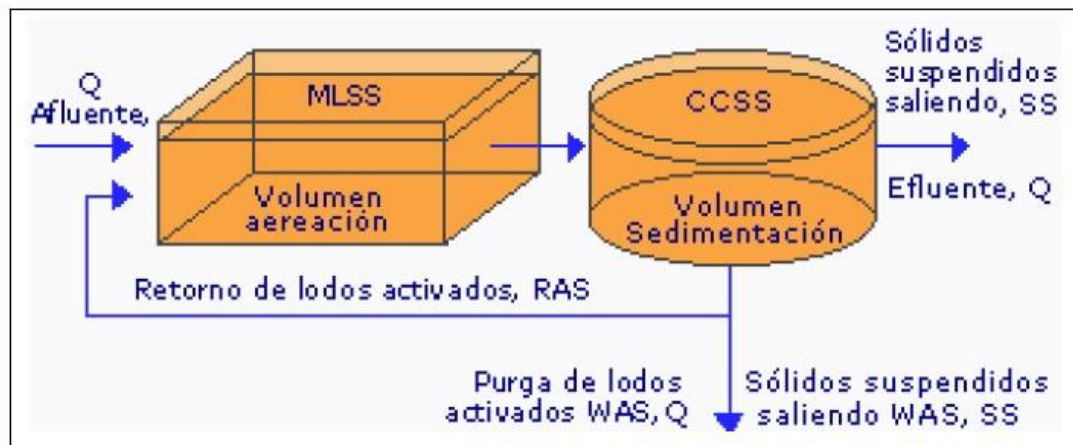 Q
Afluente,
MLSS
Volumen
aereación
CCSS
Volumen
Sedimentación
Sólidos
suspendidos
saliendo, SS
Efluente, Q
Retorno de lodos activados, RAS
Purga de lodos
activados WAS, Q
Sólidos suspendidos
saliendo WAS, SS